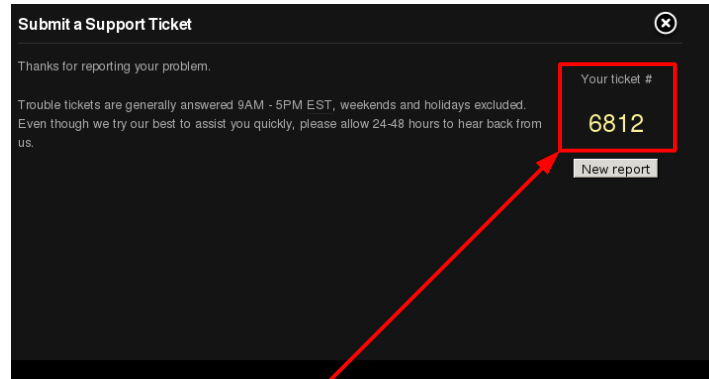 Submit a Support Ticket
Thanks for reporting your problem.
Your ticket #
Trouble tickets are generally answered 9AM - 5PM EST, weekends and holidays excluded.
Even though we try our best to assist you quickly, please allow 24-48 hours to hear back from
us.
6812
New report